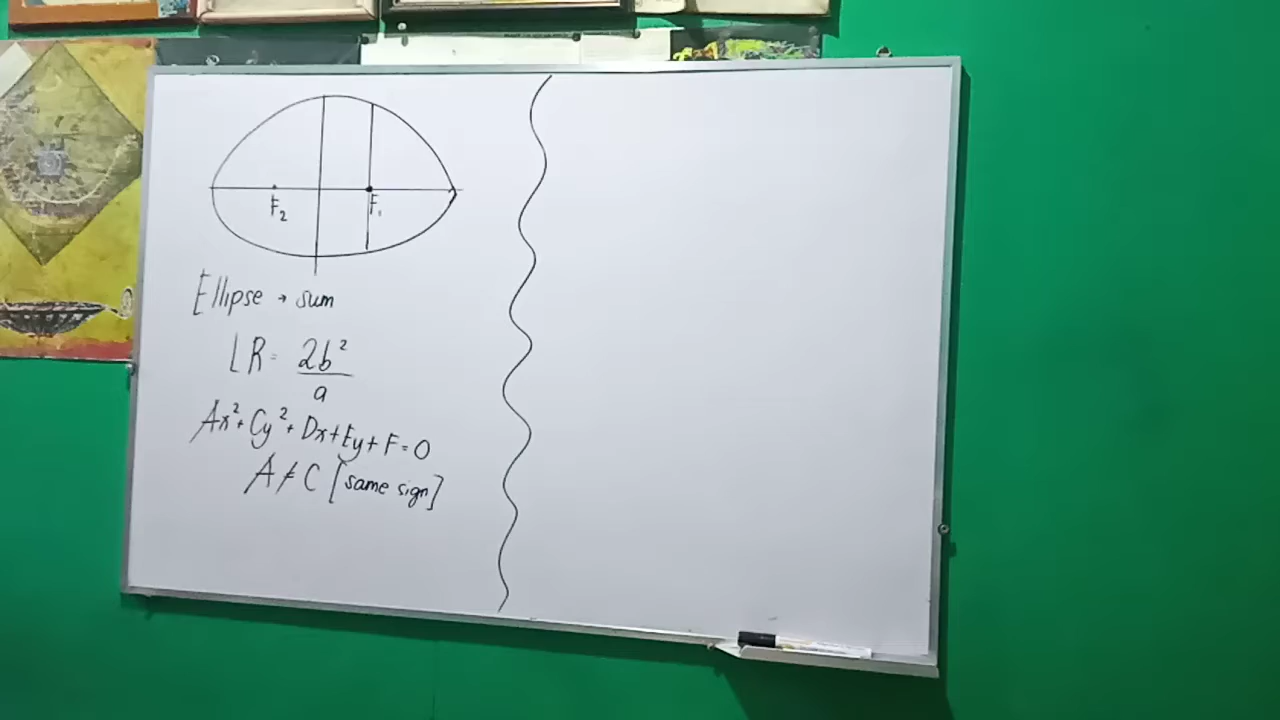 F₂ F₁
Ellipse → sum
LR = 2b²/a
Ax² + Cy² + Dx + Ey + F = 0
A ≠ C [same sign]